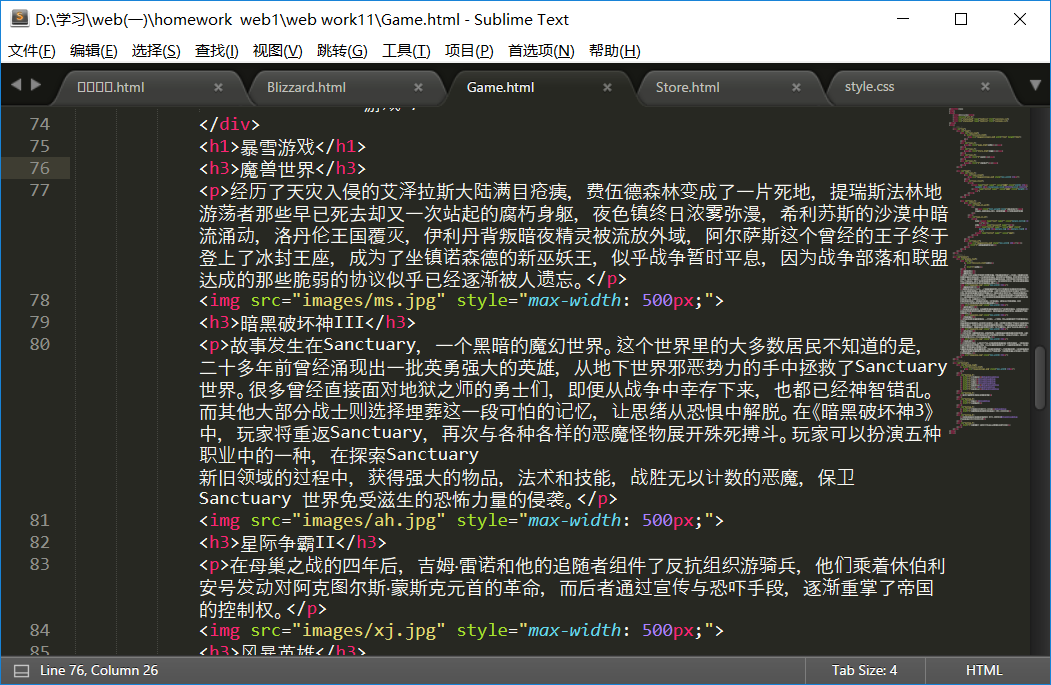 D:\学习\web(一)\homework  web1\web work11\Game.html - Sublime Text
文件(F) 编辑(E) 选择(S) 查找(I) 视图(V) 跳转(G) 工具(T) 项目(P) 首选项(N) 帮助(H)
□□□□.html Blizzard.html Game.html Store.html style.css
74 </div>
75 <h1>暴雪游戏</h1>
76 <h3>魔兽世界</h3>
77 <p>经历了天灾入侵的艾泽拉斯大陆满目疮痍，费伍德森林变成了一片死地，提瑞斯法林地
游荡者那些早已死去却又一次站起的腐朽身躯，夜色镇终日浓雾弥漫，希利苏斯的沙漠中暗
流涌动，洛丹伦王国覆灭，伊利丹背叛暗夜精灵被流放外域，阿尔萨斯这个曾经的王子终于
登上了冰封王座，成为了坐镇诺森德的新巫妖王，似乎战争暂时平息，因为战争部落和联盟
达成的那些脆弱的协议似乎已经逐渐被人遗忘。</p>
78 <img src="images/ms.jpg" style="max-width: 500px;">
79 <h3>暗黑破坏神III</h3>
80 <p>故事发生在Sanctuary，一个黑暗的魔幻世界。这个世界里的大多数居民不知道的是，
二十多年前曾经涌现出一批英勇强大的英雄，从地下世界邪恶势力的手中拯救了Sanctuary
世界。很多曾经直接面对地狱之师的勇士们，即便从战争中幸存下来，也都已经神智错乱。
而其他大部分战士则选择埋葬这一段可怕的记忆，让思绪从恐惧中解脱。在《暗黑破坏神3》
中，玩家将重返Sanctuary，再次与各种各样的恶魔怪物展开殊死搏斗。玩家可以扮演五种
职业中的一种，在探索Sanctuary
新旧领域的过程中，获得强大的物品，法术和技能，战胜无以计数的恶魔，保卫
Sanctuary 世界免受滋生的恐怖力量的侵袭。</p>
81 <img src="images/ah.jpg" style="max-width: 500px;">
82 <h3>星际争霸II</h3>
83 <p>在母巢之战的四年后，吉姆·雷诺和他的追随者组件了反抗组织游骑兵，他们乘着休伯利
安号发动对阿克图尔斯·蒙斯克元首的革命，而后者通过宣传与恐吓手段，逐渐重掌了帝国
的控制权。</p>
84 <img src="images/xj.jpg" style="max-width: 500px;">
85 <h3>风暴英雄</h3>
Line 76, Column 26 Tab Size: 4 HTML